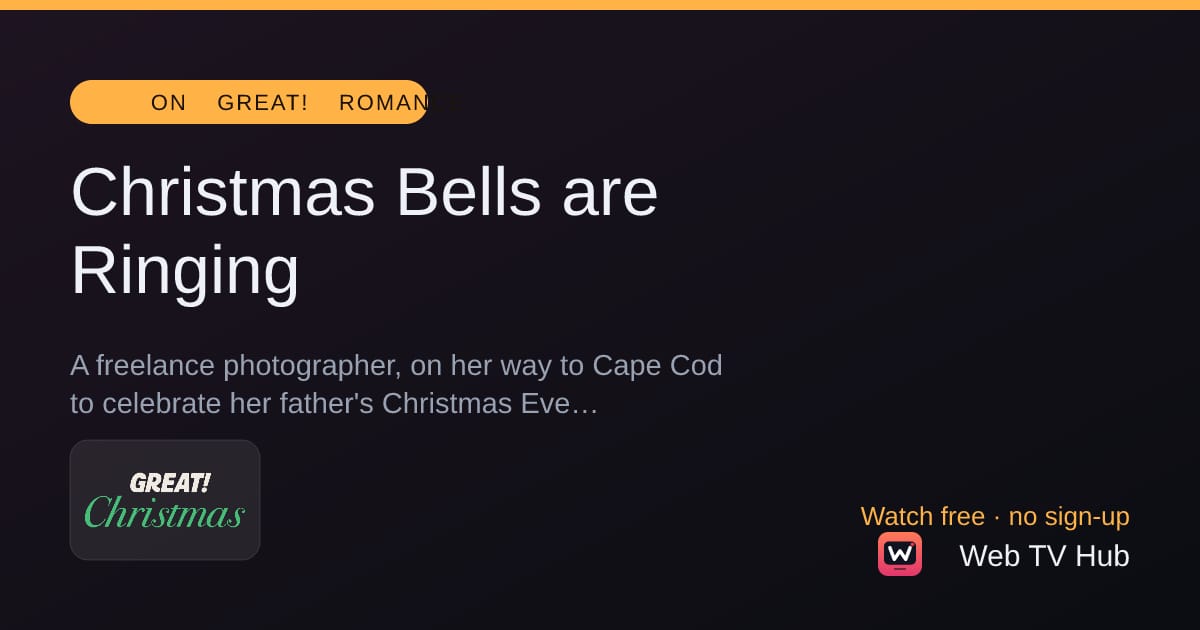 ON GREAT! ROMAN
Christmas Bells are
Ringing
A freelance photographer, on her way to Cape Cod
to celebrate her father's Christmas Eve…
GREAT!
Christmas
Watch free · no sign-up
W Web TV Hub